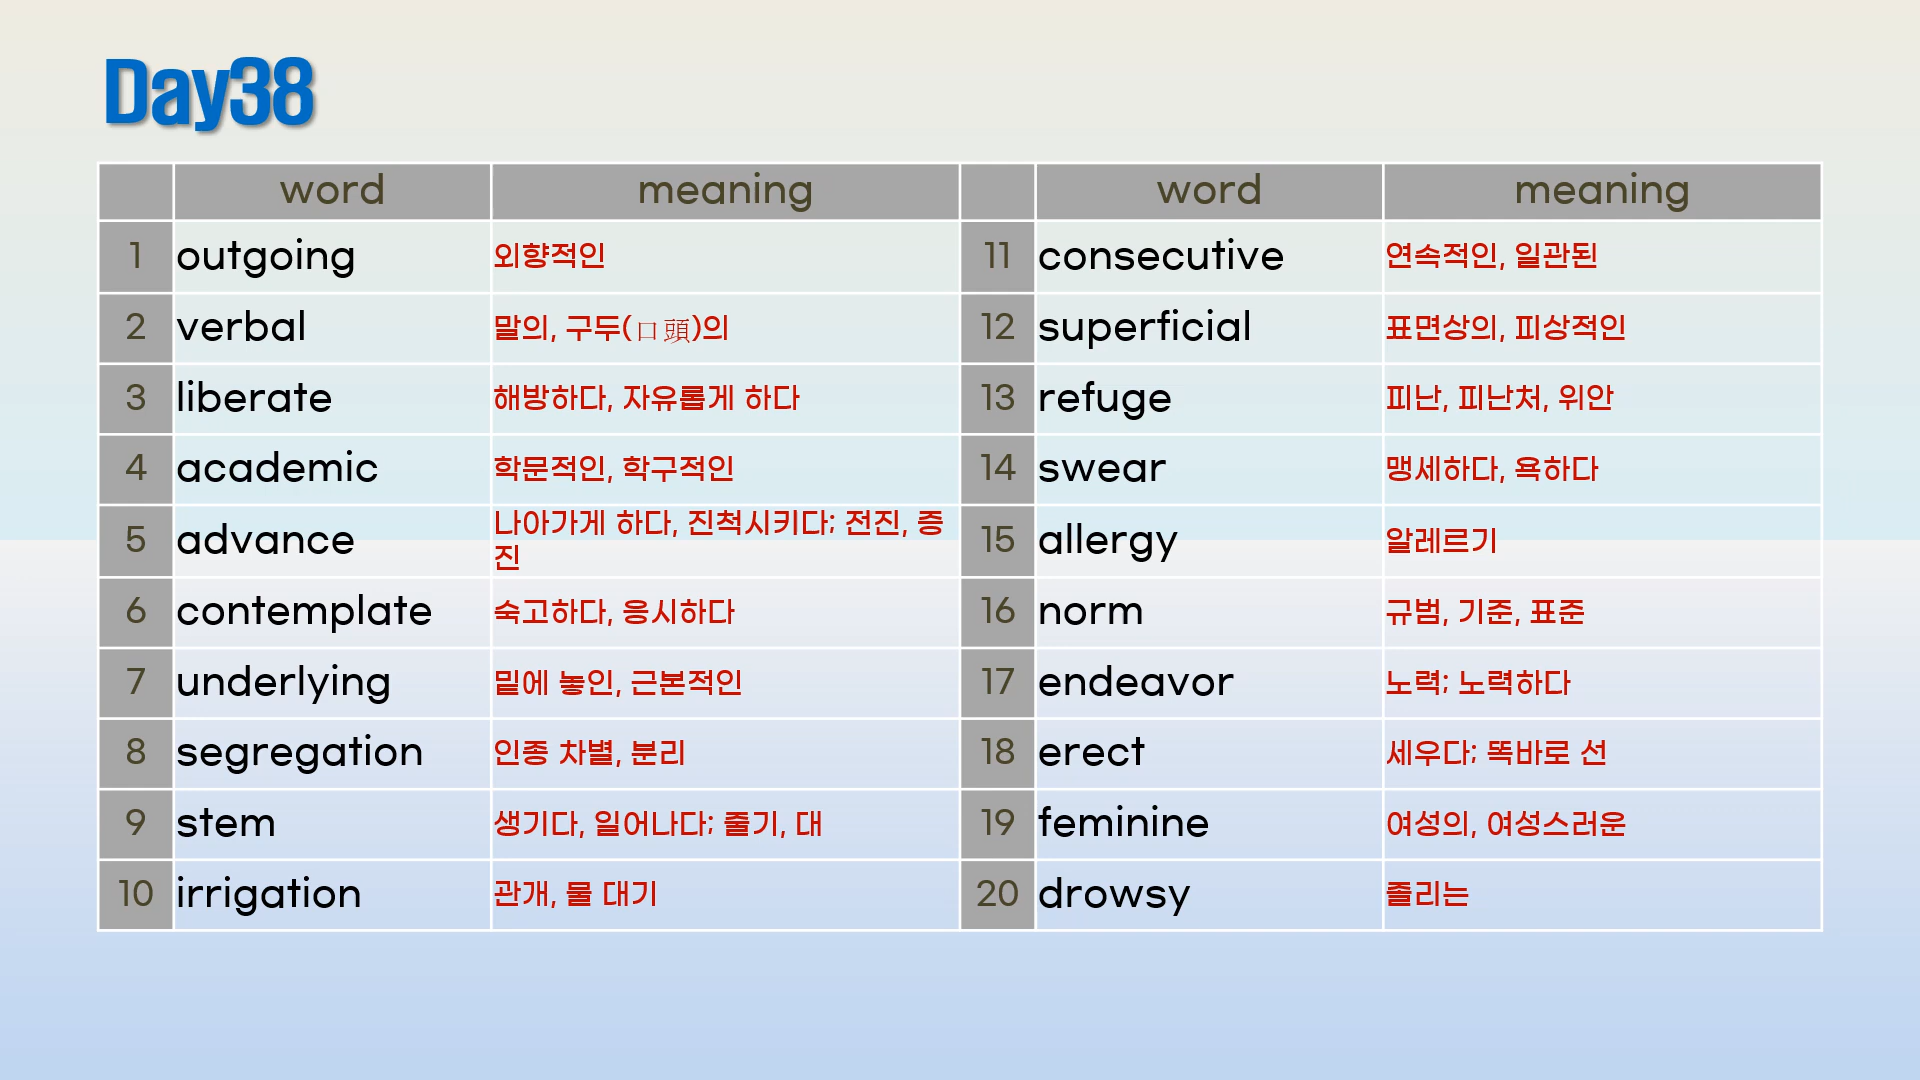 Day38
word meaning word meaning
1 outgoing 외향적인 11 consecutive 연속적인, 일관된
2 verbal 말의, 구두(口頭)의 12 superficial 표면상의, 피상적인
3 liberate 해방하다, 자유롭게 하다 13 refuge 피난, 피난처, 위안
4 academic 학문적인, 학구적인 14 swear 맹세하다, 욕하다
5 advance 나아가게 하다, 진척시키다; 전진, 증
진 15 allergy 알레르기
6 contemplate 숙고하다, 응시하다 16 norm 규범, 기준, 표준
7 underlying 밑에 놓인, 근본적인 17 endeavor 노력; 노력하다
8 segregation 인종 차별, 분리 18 erect 세우다; 똑바로 선
9 stem 생기다, 일어나다; 줄기, 대 19 feminine 여성의, 여성스러운
10 irrigation 관개, 물 대기 20 drowsy 졸리는